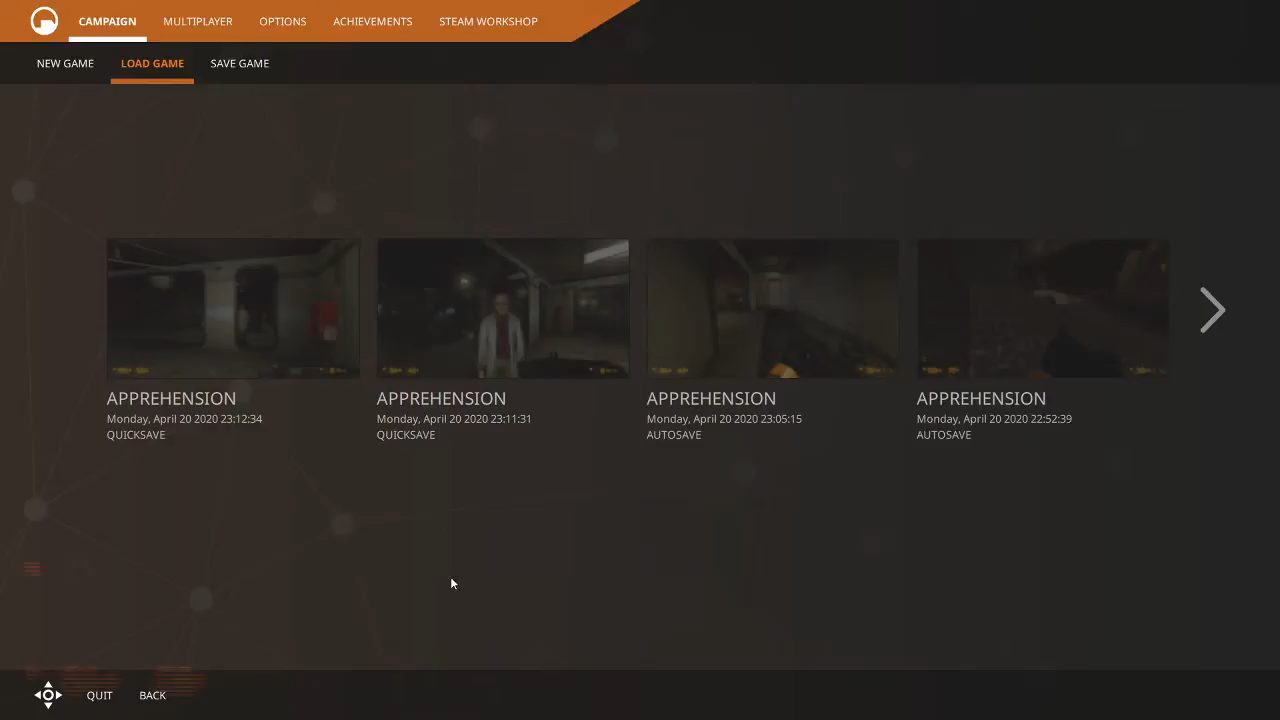 CAMPAIGN MULTIPLAYER OPTIONS ACHIEVEMENTS STEAM WORKSHOP
NEW GAME LOAD GAME SAVE GAME
APPREHENSION
Monday, April 20 2020 23:12:34
QUICKSAVE
APPREHENSION
Monday, April 20 2020 23:11:31
QUICKSAVE
APPREHENSION
Monday, April 20 2020 23:05:15
AUTOSAVE
APPREHENSION
Monday, April 20 2020 22:52:39
AUTOSAVE
QUIT BACK